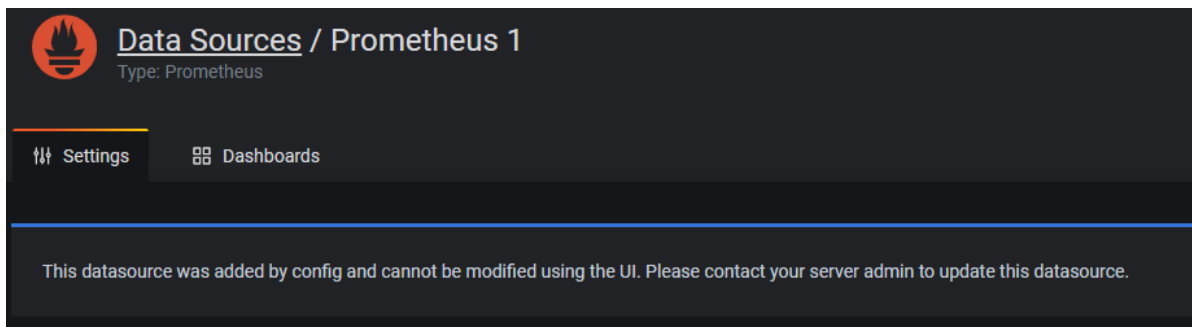 Data Sources / Prometheus 1
Type: Prometheus
Settings Dashboards
This datasource was added by config and cannot be modified using the UI. Please contact your server admin to update this datasource.